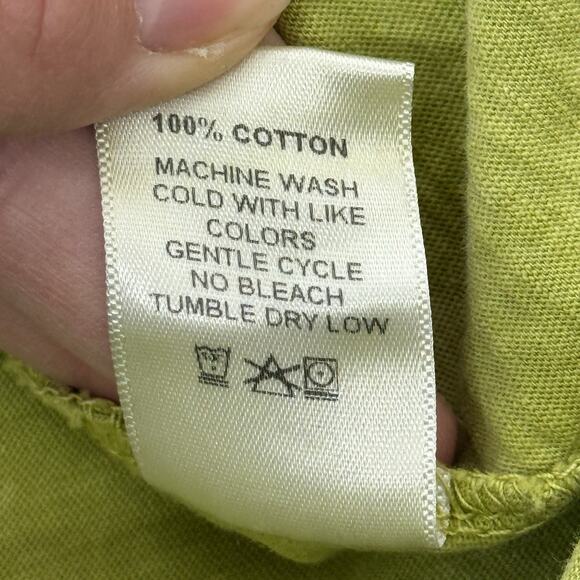 100% COTTON
MACHINE WASH
COLD WITH LIKE
COLORS
GENTLE CYCLE
NO BLEACH
TUMBLE DRY LOW